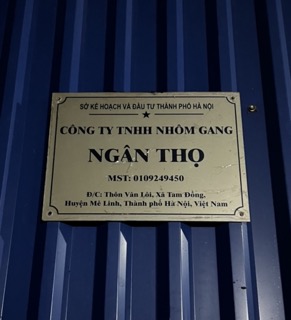 SỞ KẾ HOẠCH VÀ ĐẦU TƯ THÀNH PHỐ HÀ NỘI
CÔNG TY TNHH NHÔM GANG
NGÂN THỌ
MST: 0109249450
Đ/C: Thôn Văn Lôi, Xã Tam Đồng,
Huyện Mê Linh, Thành phố Hà Nội, Việt Nam